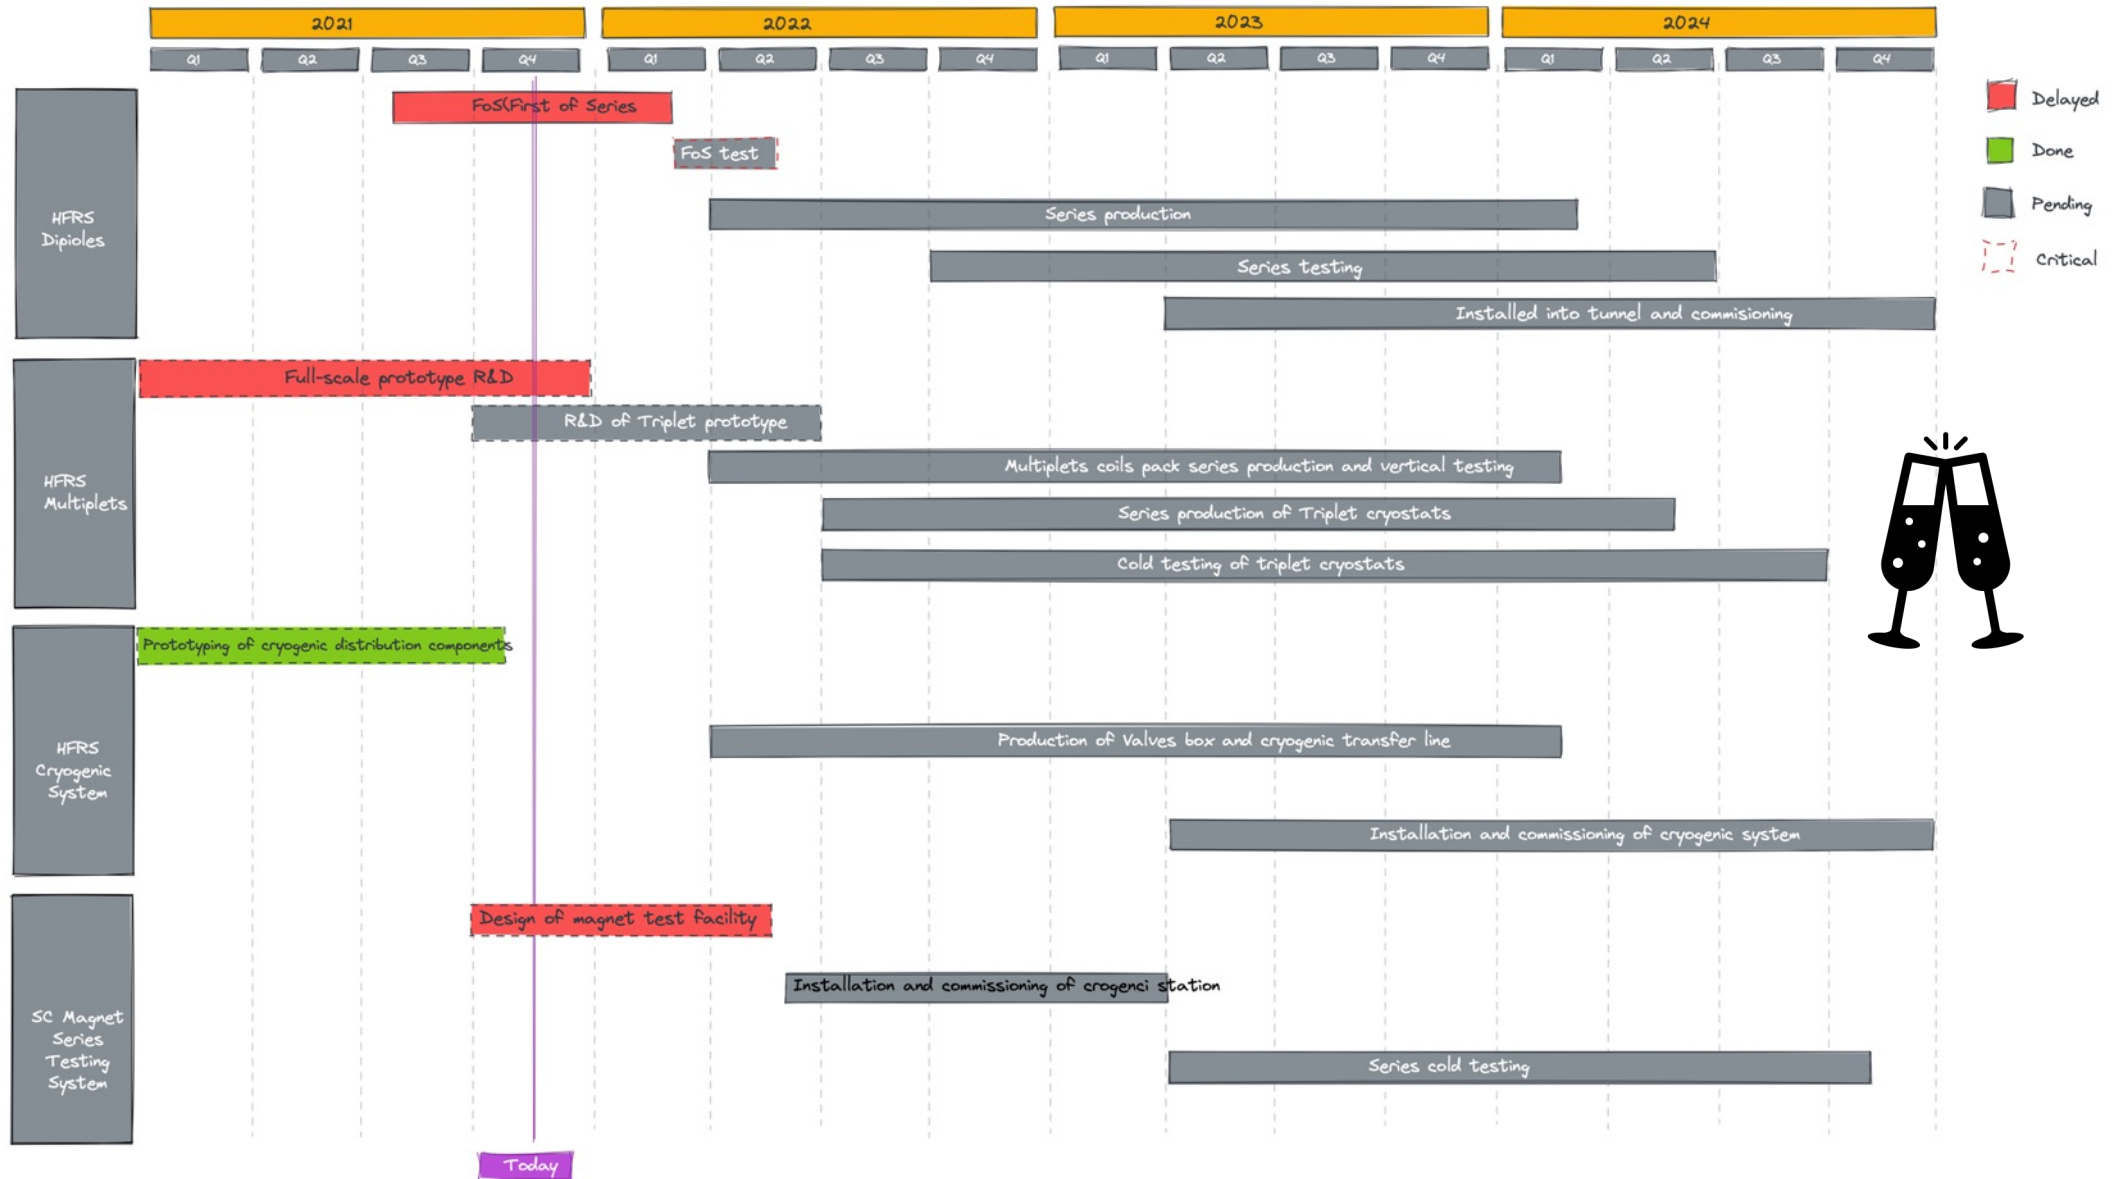 2021 2022 2023 2024
Q1 Q2 Q3 Q4 Q1 Q2 Q3 Q4 Q1 Q2 Q3 Q4 Q1 Q2 Q3 Q4
Delayed
Done
Pending
Critical
HFRS
Dipioles
FoS(First of Series
FoS test
Series production
Series testing
Installed into tunnel and commisioning
HFRS
Multiplets
Full-scale prototype R&D
R&D of Triplet prototype
Multiplets coils pack series production and vertical testing
Series production of Triplet cryostats
Cold testing of triplet cryostats
HFRS
Cryogenic
System
Prototyping of cryogenic distribution components
Production of Valves box and cryogenic transfer line
Installation and commissioning of cryogenic system
SC Magnet
Series
Testing
System
Design of magnet test facility
Installation and commissioning of crogenci station
Series cold testing
Today